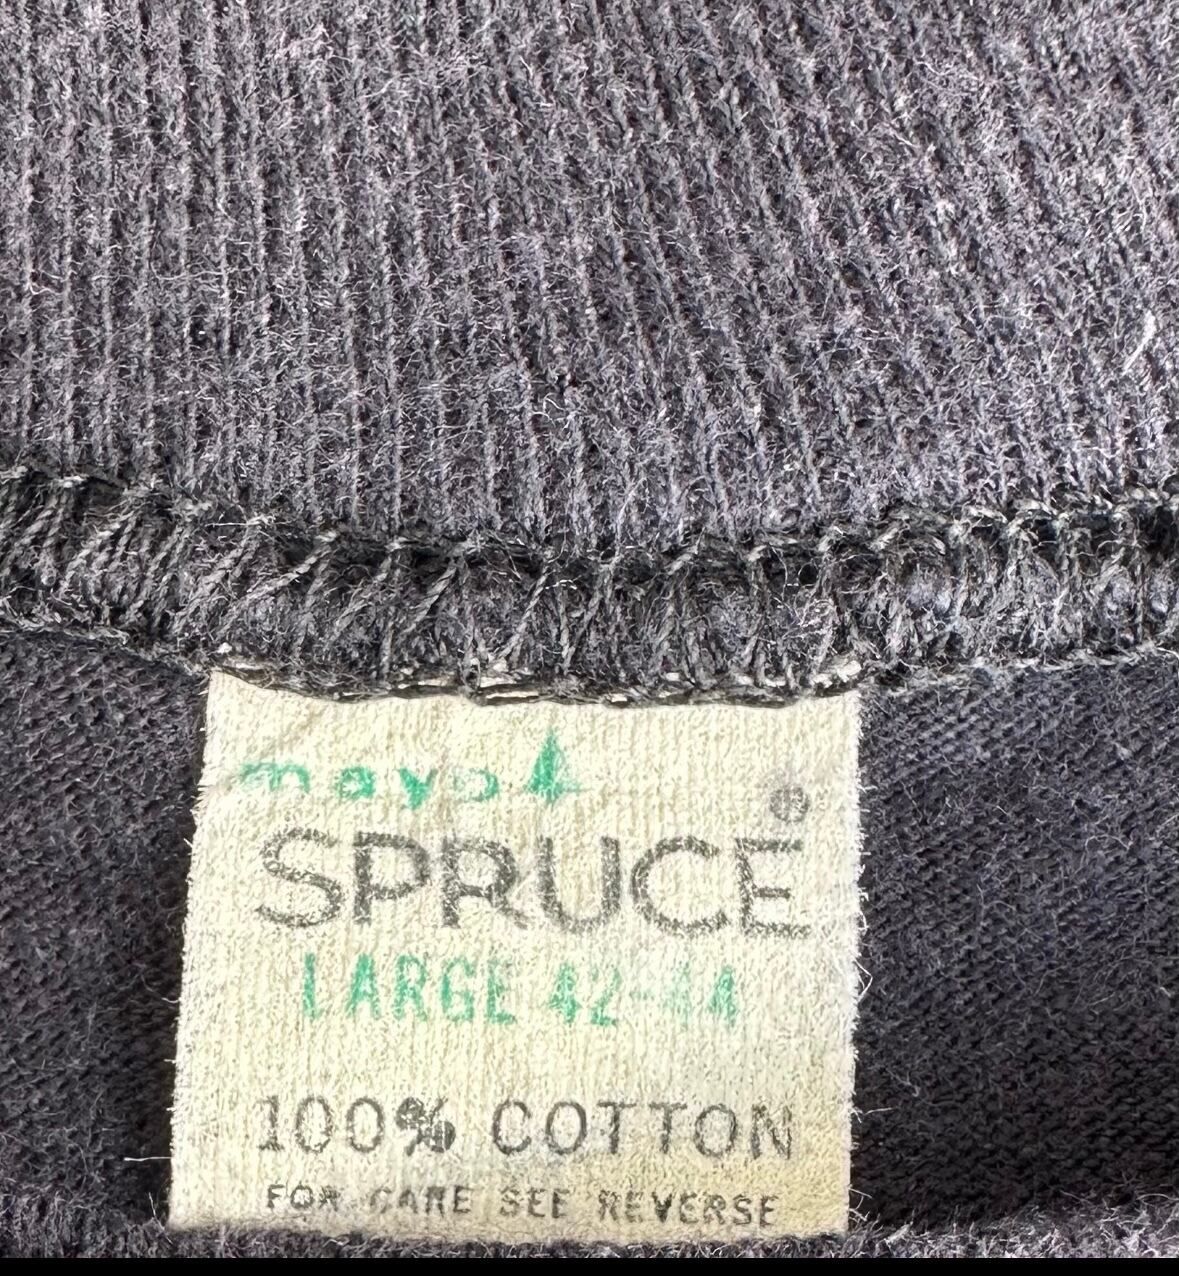 mayo
SPRUCE®
LARGE 42-44
100% COTTON
FOR CARE SEE REVERSE